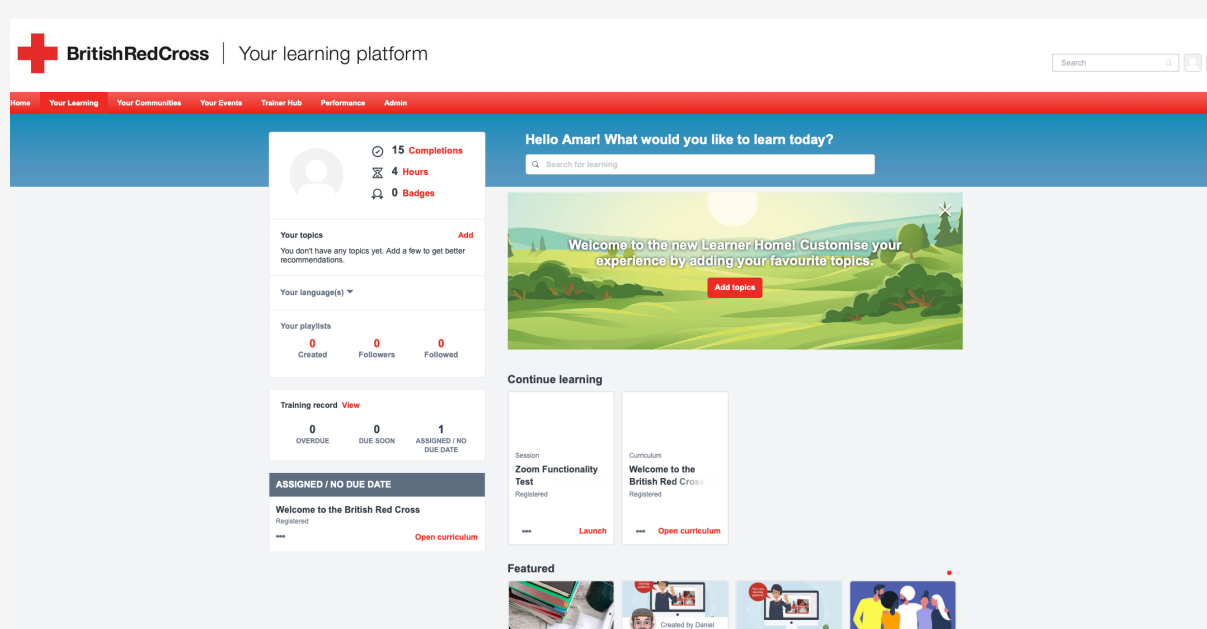 BritishRedCross | Your learning platform
Search
Home Your Learning Your Communities Your Events Trainer Hub Performance Admin
15 Completions
4 Hours
0 Badges
Hello Amar! What would you like to learn today?
Search for learning
Your topics Add
You don't have any topics yet. Add a few to get better
recommendations.
Your language(s)
Your playlists
0 0 0
Created Followers Followed
Welcome to the new Learner Home! Customise your
experience by adding your favourite topics.
Add topics
Training record View
0 0 1
OVERDUE DUE SOON ASSIGNED / NO
DUE DATE
ASSIGNED / NO DUE DATE
Welcome to the British Red Cross
Registered
Open curriculum
Continue learning
Session
Zoom Functionality
Test
Registered
Launch
Curriculum
Welcome to the
British Red Cross
Registered
Open curriculum
Featured
Created by Daniel